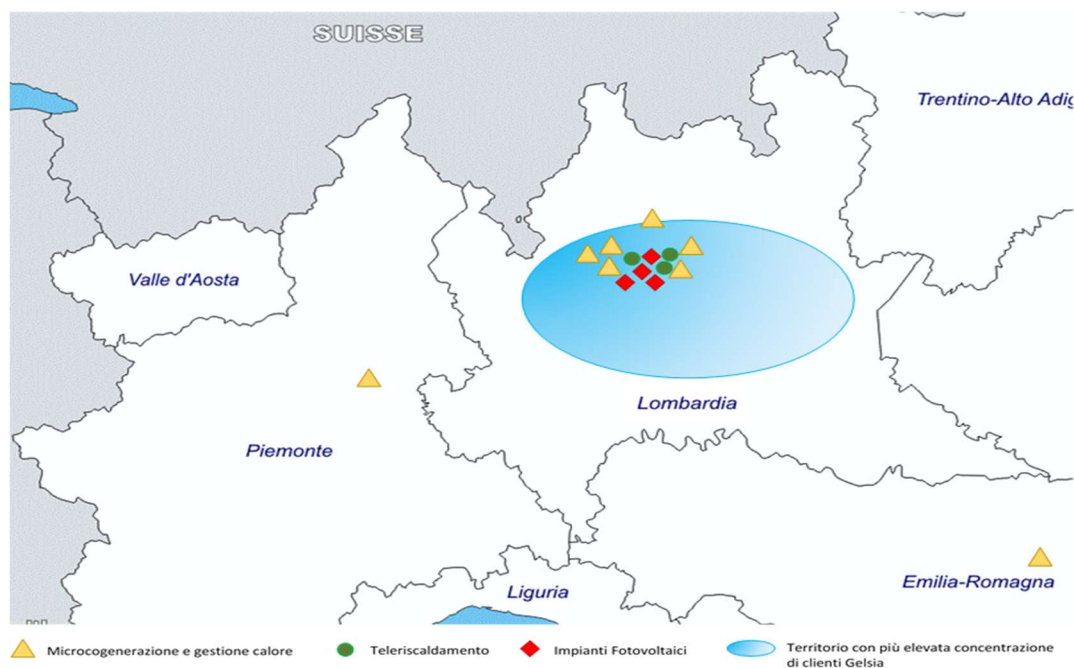 SUISSE
Trentino-Alto Adig
Valle d'Aosta
Lombardia
Piemonte
Emilia-Romagna
Liguria
Microcogenerazione e gestione calore
Teleriscaldamento
Impianti Fotovoltaici
Territorio con più elevata concentrazione
di clienti Gelsia